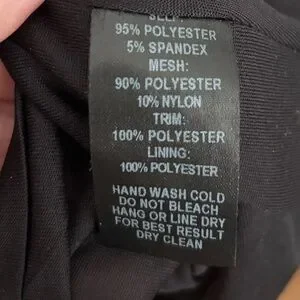 SELF:
95% POLYESTER
5% SPANDEX
MESH:
90% POLYESTER
10% NYLON
TRIM:
100% POLYESTER
LINING:
100% POLYESTER
HAND WASH COLD
DO NOT BLEACH
HANG OR LINE DRY
FOR BEST RESULT
DRY CLEAN